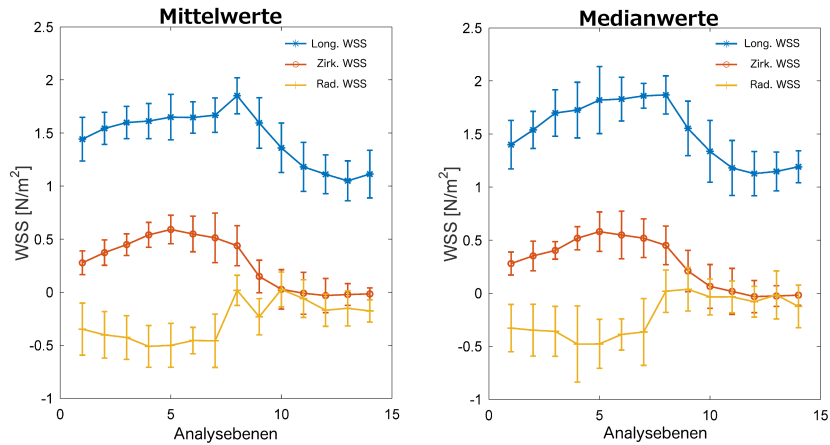 Mittelwerte
2.5
2
1.5
1
0.5
0
-0.5
-1
WSS [N/m²]
Long. WSS
Zirk. WSS
Rad. WSS
0 5 10 15
Analysebenen
Medianwerte
2.5
2
1.5
1
0.5
0
-0.5
-1
WSS [N/m²]
Long. WSS
Zirk. WSS
Rad. WSS
0 5 10 15
Analysebenen